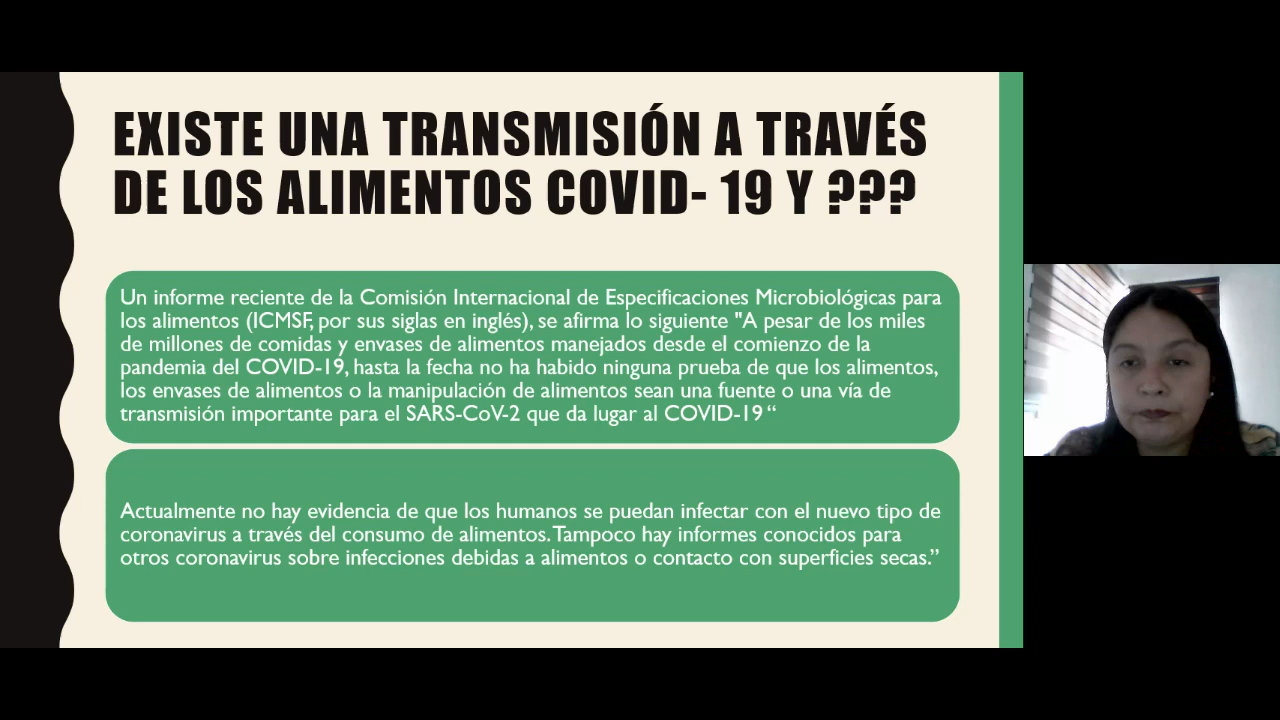 EXISTE UNA TRANSMISIÓN A TRAVÉS
DE LOS ALIMENTOS COVID- 19 Y ???
Un informe reciente de la Comisión Internacional de Especificaciones Microbiológicas para
los alimentos (ICMSF, por sus siglas en inglés), se afirma lo siguiente "A pesar de los miles
de millones de comidas y envases de alimentos manejados desde el comienzo de la
pandemia del COVID-19, hasta la fecha no ha habido ninguna prueba de que los alimentos,
los envases de alimentos o la manipulación de alimentos sean una fuente o una vía de
transmisión importante para el SARS-CoV-2 que da lugar al COVID-19 “
Actualmente no hay evidencia de que los humanos se puedan infectar con el nuevo tipo de
coronavirus a través del consumo de alimentos. Tampoco hay informes conocidos para
otros coronavirus sobre infecciones debidas a alimentos o contacto con superficies secas.”